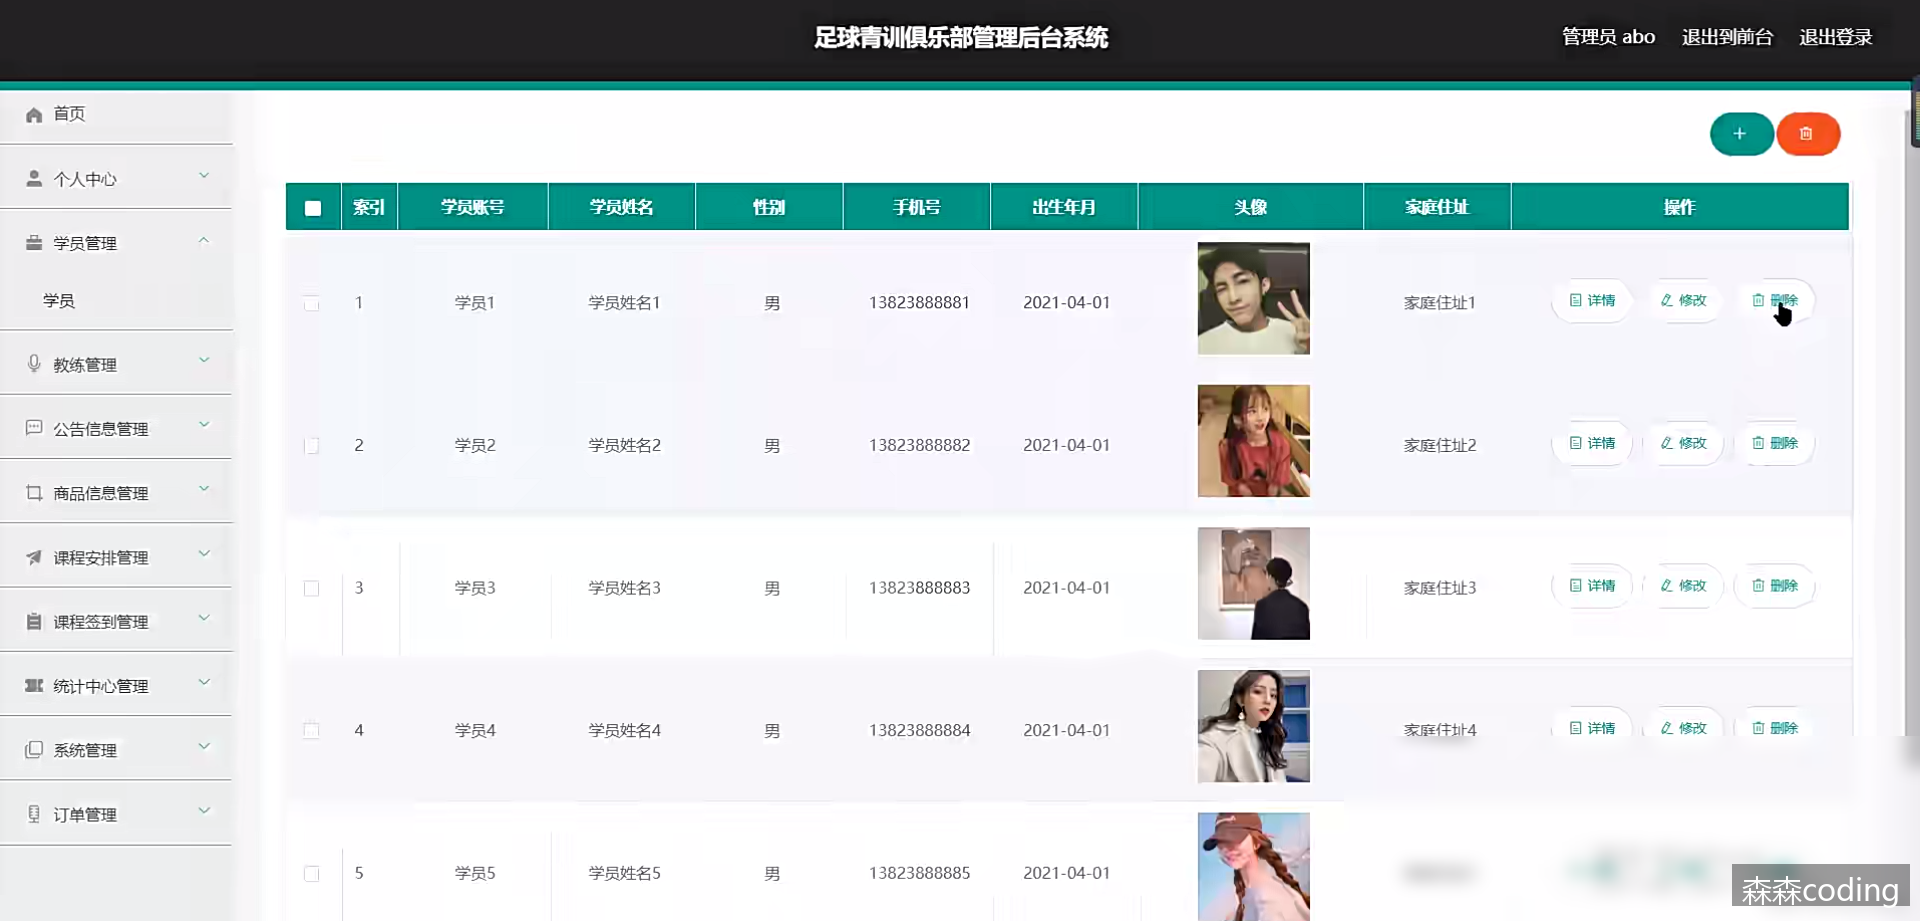 足球青训俱乐部管理后台系统
管理员 abo 退出到前台 退出登录
首页
个人中心
学员管理
学员
教练管理
公告信息管理
商品信息管理
课程安排管理
课程签到管理
统计中心管理
系统管理
订单管理
索引 学员账号 学员姓名 性别 手机号 出生年月 头像 家庭住址 操作
1 学员1 学员姓名1 男 13823888881 2021-04-01 家庭住址1 详情 修改 删除
2 学员2 学员姓名2 男 13823888882 2021-04-01 家庭住址2 详情 修改 删除
3 学员3 学员姓名3 男 13823888883 2021-04-01 家庭住址3 详情 修改 删除
4 学员4 学员姓名4 男 13823888884 2021-04-01 家庭住址4 详情 修改 删除
5 学员5 学员姓名5 男 13823888885 2021-04-01
森森coding